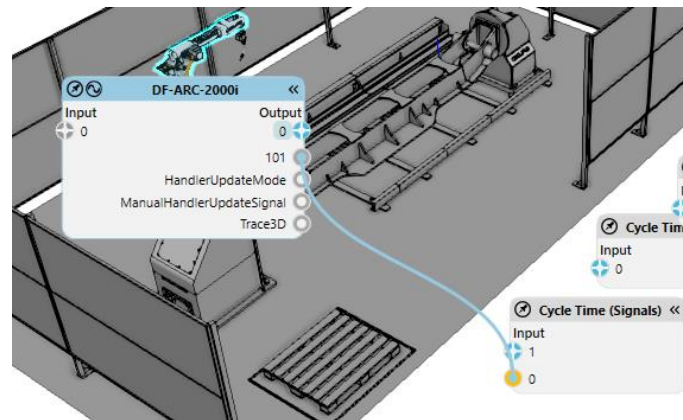 DF-ARC-2000i «
Input Output
0 0
101
HandlerUpdateMode
ManualHandlerUpdateSignal
Trace3D
Cycle Tim
Input
0
Cycle Time (Signals) «
Input
1
0